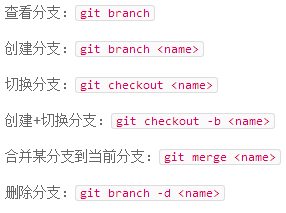 查看分支：git branch
创建分支：git branch <name>
切换分支：git checkout <name>
创建+切换分支：git checkout -b <name>
合并某分支到当前分支：git merge <name>
删除分支：git branch -d <name>